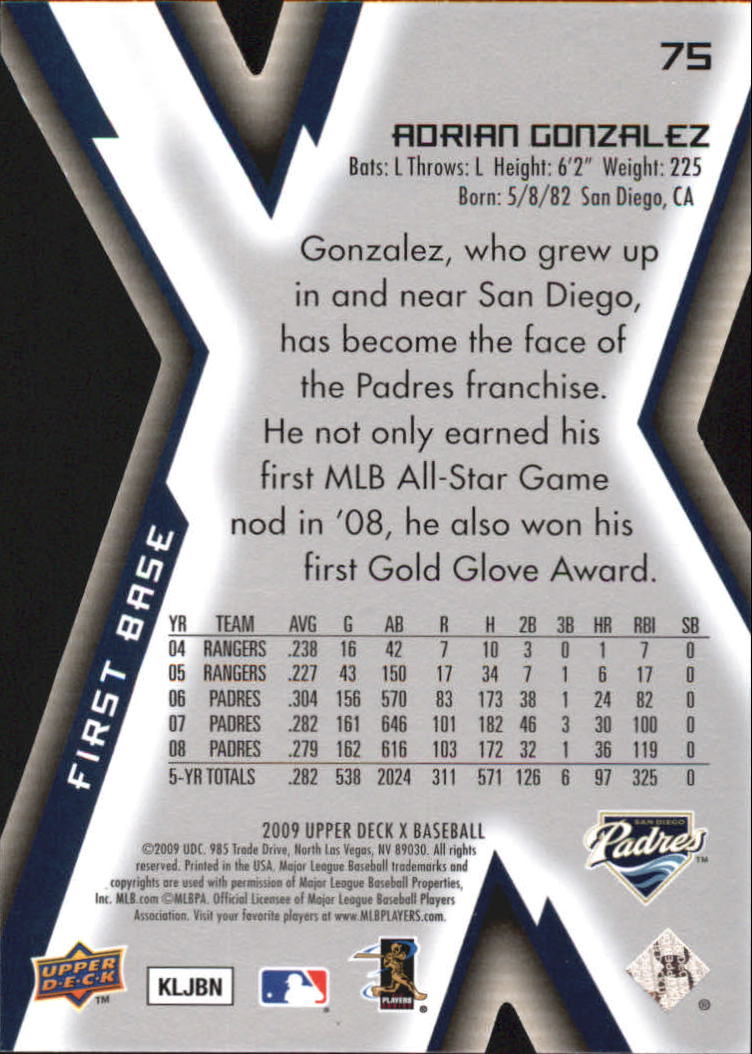 75
ADRIAN GONZALEZ
Bats: L Throws: L Height: 6'2" Weight: 225
Born: 5/8/82 San Diego, CA
Gonzalez, who grew up
in and near San Diego,
has become the face of
the Padres franchise.
He not only earned his
first MLB All-Star Game
nod in '08, he also won his
first Gold Glove Award.
FIRST BASE
YR TEAM AVG G AB R H 2B 3B HR RBI SB
04 RANGERS .238 16 42 7 10 3 0 1 7 0
05 RANGERS .227 43 150 17 34 7 1 6 17 0
06 PADRES .304 156 570 83 173 38 1 24 82 0
07 PADRES .282 161 646 101 182 46 3 30 100 0
08 PADRES .279 162 616 103 172 32 1 36 119 0
5-YR TOTALS .282 538 2024 311 571 126 6 97 325 0
2009 UPPER DECK X BASEBALL
©2009 UDC. 985 Trade Drive, North Las Vegas, NV 89030. All rights
reserved. Printed in the USA. Major League Baseball trademarks and
copyrights are used with permission of Major League Baseball Properties,
Inc. MLB.com ©MLBPA. Official Licensee of Major League Baseball Players
Association. Visit your favorite players at www.MLBPLAYERS.com.
SAN DIEGO
Padres
TM
UPPER
D·E·C·K
TM
KLJBN
®
PLAYERS
®
®